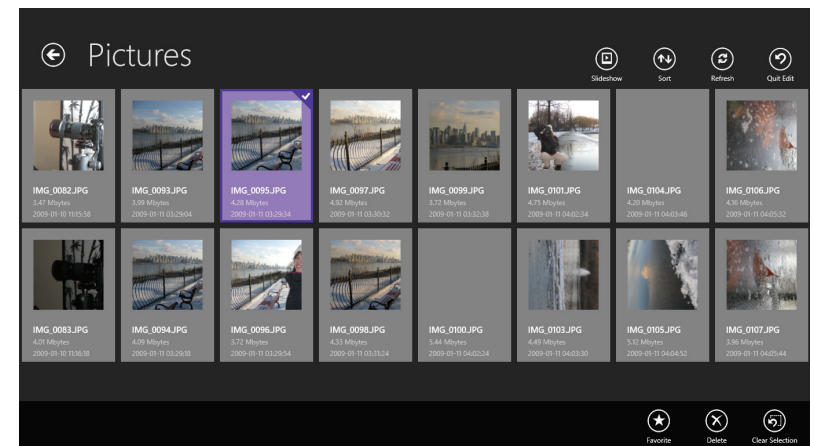 Pictures
Slideshow
Sort
Refresh
Quit Edit
IMG_0082.JPG
3.47 Mbytes
2009-01-10 11:15:58
IMG_0093.JPG
3.99 Mbytes
2009-01-11 03:29:04
IMG_0095.JPG
4.28 Mbytes
2009-01-11 03:29:34
IMG_0097.JPG
4.92 Mbytes
2009-01-11 03:30:32
IMG_0099.JPG
3.72 Mbytes
2009-01-11 03:32:38
IMG_0101.JPG
4.75 Mbytes
2009-01-11 04:02:34
IMG_0104.JPG
4.20 Mbytes
2009-01-11 04:03:46
IMG_0106.JPG
4.16 Mbytes
2009-01-11 04:05:32
IMG_0083.JPG
4.01 Mbytes
2009-01-10 11:16:18
IMG_0094.JPG
4.09 Mbytes
2009-01-11 03:29:18
IMG_0096.JPG
3.72 Mbytes
2009-01-11 03:29:54
IMG_0098.JPG
4.33 Mbytes
2009-01-11 03:31:24
IMG_0100.JPG
5.44 Mbytes
2009-01-11 04:02:24
IMG_0103.JPG
4.49 Mbytes
2009-01-11 04:03:30
IMG_0105.JPG
5.12 Mbytes
2009-01-11 04:04:52
IMG_0107.JPG
3.96 Mbytes
2009-01-11 04:05:44
Favorite
Delete
Clear Selection